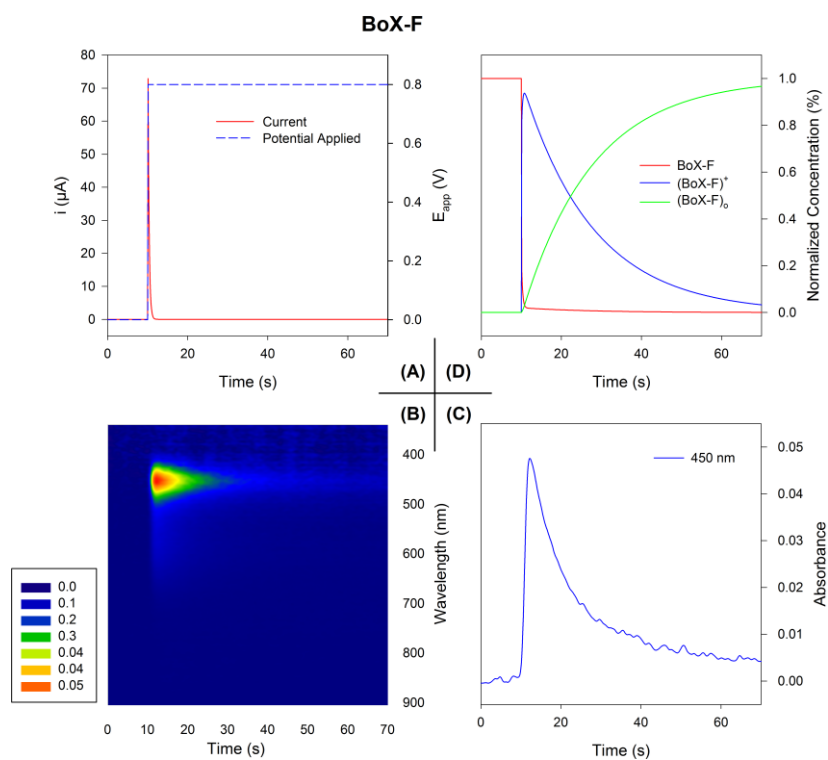 BoX-F
80
70
60
50
40
30
20
10
0
i (µA)
0.8
0.6
0.4
0.2
0.0
E_app (V)
Current
Potential Applied
0
20
40
60
Time (s)
1.0
0.8
0.6
0.4
0.2
0.0
Normalized Concentration (%)
BoX-F
(BoX-F)⁺
(BoX-F)ₒ
0
20
40
60
Time (s)
(A)
(D)
(B)
(C)
400
500
600
700
800
900
Wavelength (nm)
0.0
0.1
0.2
0.3
0.04
0.04
0.05
0
10
20
30
40
50
60
70
Time (s)
450 nm
0.05
0.04
0.03
0.02
0.01
0.00
Absorbance
0
20
40
60
Time (s)